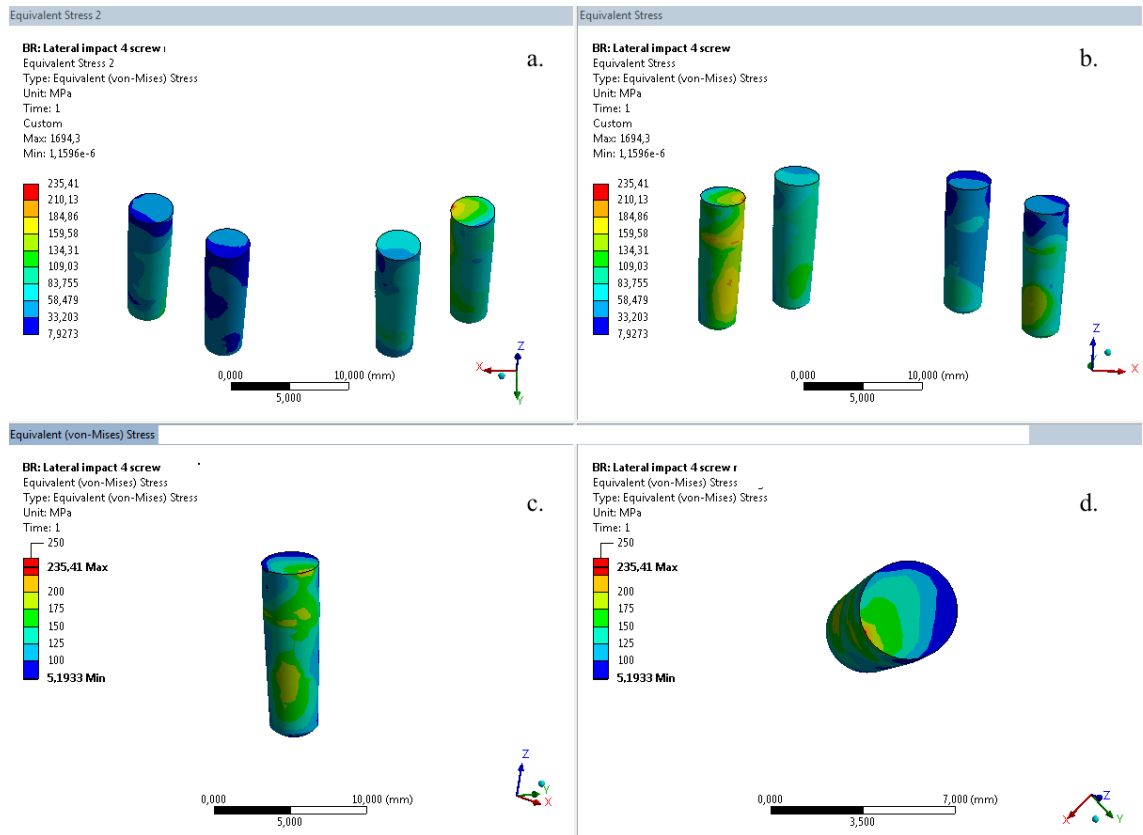 Equivalent Stress 2
BR: Lateral impact 4 screw
Equivalent Stress 2
Type: Equivalent (von-Mises) Stress
Unit: MPa
Time: 1
Custom
Max: 1694,3
Min: 1,1596e-6
a.
235,41
210,13
184,86
159,58
134,31
109,03
83,755
58,479
33,203
7,9273
0,000
10,000 (mm)
5,000
X
Z
Y
Equivalent Stress
BR: Lateral impact 4 screw
Equivalent Stress
Type: Equivalent (von-Mises) Stress
Unit: MPa
Time: 1
Custom
Max: 1694,3
Min: 1,1596e-6
b.
235,41
210,13
184,86
159,58
134,31
109,03
83,755
58,479
33,203
7,9273
0,000
10,000 (mm)
5,000
Z
X
Equivalent (von-Mises) Stress
BR: Lateral impact 4 screw
Equivalent (von-Mises) Stress
Type: Equivalent (von-Mises) Stress
Unit: MPa
Time: 1
c.
250
235,41 Max
200
175
150
125
100
5,1933 Min
0,000
10,000 (mm)
5,000
Z
Y
X
BR: Lateral impact 4 screw
Equivalent (von-Mises) Stress
Type: Equivalent (von-Mises) Stress
Unit: MPa
Time: 1
d.
250
235,41 Max
200
175
150
125
100
5,1933 Min
0,000
7,000 (mm)
3,500
Z
X
Y